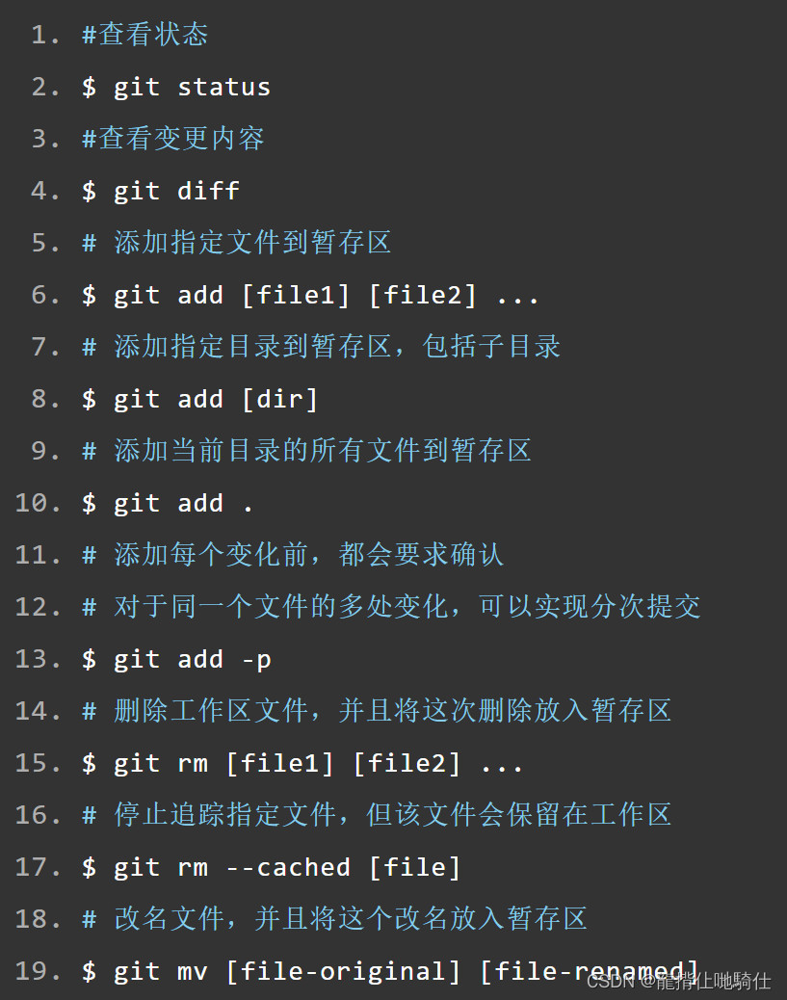 1. #查看状态
2. $ git status
3. #查看变更内容
4. $ git diff
5. # 添加指定文件到暂存区
6. $ git add [file1] [file2] ...
7. # 添加指定目录到暂存区，包括子目录
8. $ git add [dir]
9. # 添加当前目录的所有文件到暂存区
10. $ git add .
11. # 添加每个变化前，都会要求确认
12. # 对于同一个文件的多处变化，可以实现分次提交
13. $ git add -p
14. # 删除工作区文件，并且将这次删除放入暂存区
15. $ git rm [file1] [file2] ...
16. # 停止追踪指定文件，但该文件会保留在工作区
17. $ git rm --cached [file]
18. # 改名文件，并且将这个改名放入暂存区
19. $ git mv [file-original] [file-renamed]
CSDN